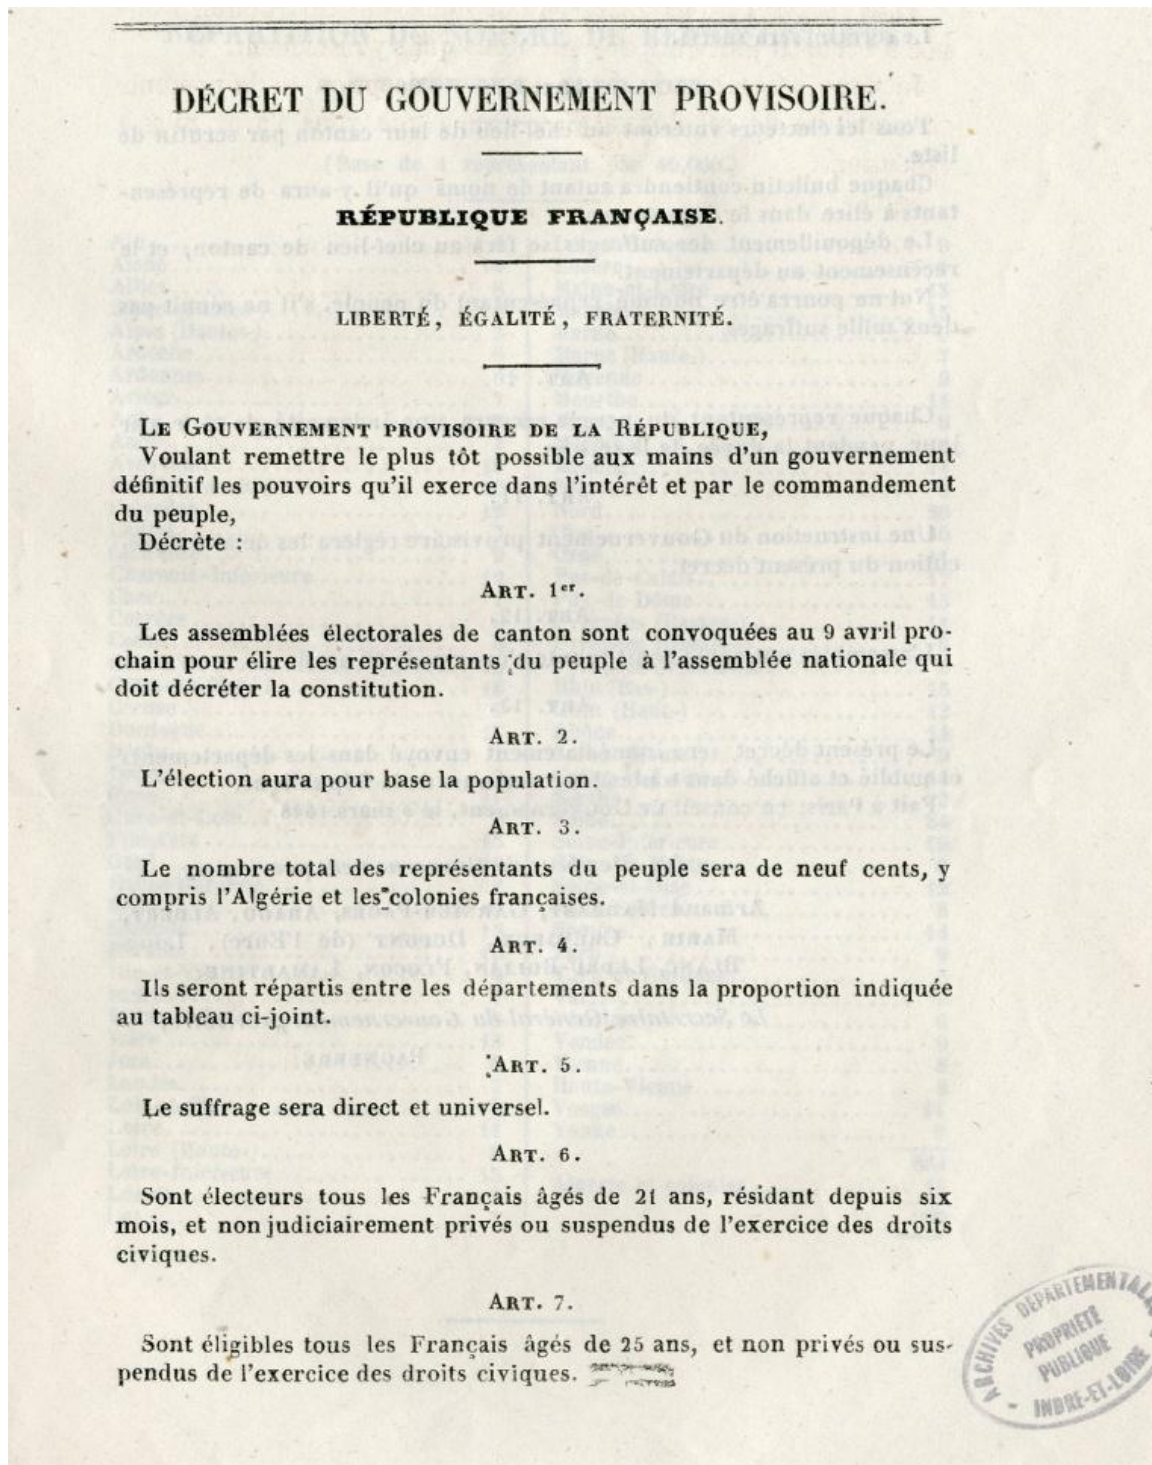 DÉCRET DU GOUVERNEMENT PROVISOIRE.
RÉPUBLIQUE FRANÇAISE.
LIBERTÉ, ÉGALITÉ, FRATERNITÉ.
LE GOUVERNEMENT PROVISOIRE DE LA RÉPUBLIQUE,
Voulant remettre le plus tôt possible aux mains d'un gouvernement
définitif les pouvoirs qu'il exerce dans l'intérêt et par le commandement
du peuple,
Décrète :
ART. 1er.
Les assemblées électorales de canton sont convoquées au 9 avril pro-
chain pour élire les représentants du peuple à l'assemblée nationale qui
doit décréter la constitution.
ART. 2.
L'élection aura pour base la population.
ART. 3.
Le nombre total des représentants du peuple sera de neuf cents, y
compris l'Algérie et les colonies françaises.
ART. 4.
Ils seront répartis entre les départements dans la proportion indiquée
au tableau ci-joint.
ART. 5.
Le suffrage sera direct et universel.
ART. 6.
Sont électeurs tous les Français âgés de 21 ans, résidant depuis six
mois, et non judiciairement privés ou suspendus de l'exercice des droits
civiques.
ART. 7.
Sont éligibles tous les Français âgés de 25 ans, et non privés ou sus-
pendus de l'exercice des droits civiques.
ARCHIVES DÉPARTEMENTALES
PROPRIÉTÉ
PUBLIQUE
INDRE-ET-LOIRE